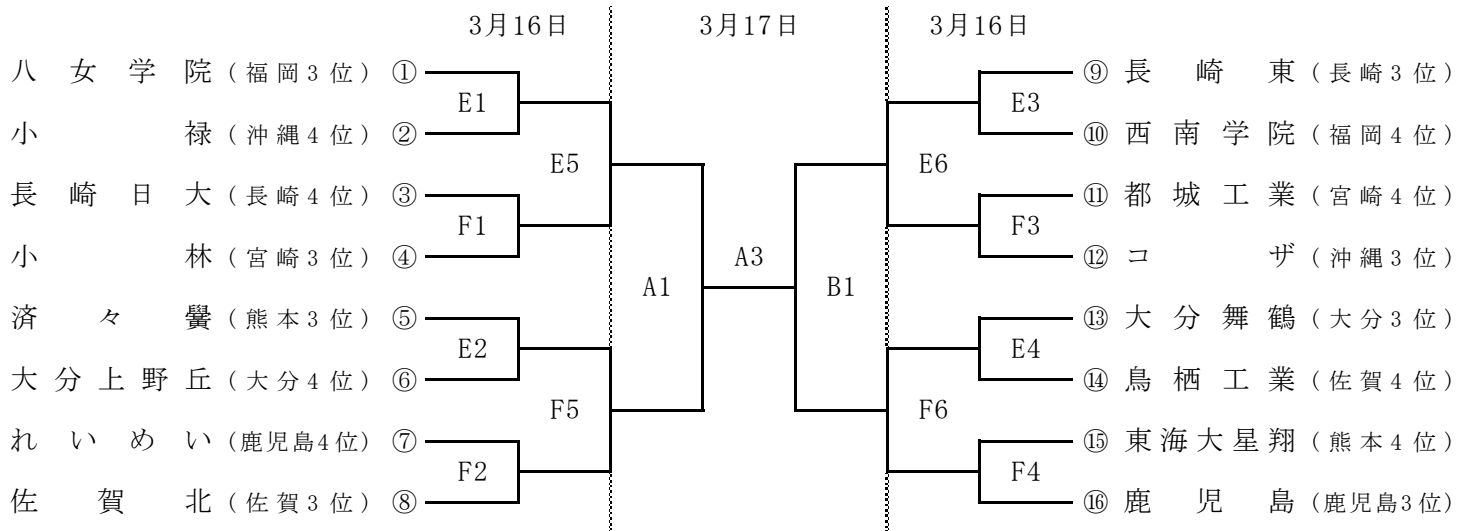 3月16日 3月17日 3月16日
八女学院(福岡3位) ① ⑨ 長崎東(長崎3位)
E1 E3
小禄(沖縄4位) ② ⑩ 西南学院(福岡4位)
E5 E6
長崎日大(長崎4位) ③ ⑪ 都城工業(宮崎4位)
F1 F3
小林(宮崎3位) ④ A3 ⑫ コザ(沖縄3位)
A1 B1
済々黌(熊本3位) ⑤ ⑬ 大分舞鶴(大分3位)
E2 E4
大分上野丘(大分4位) ⑥ ⑭ 鳥栖工業(佐賀4位)
F5 F6
れいめい(鹿児島4位) ⑦ ⑮ 東海大星翔(熊本4位)
F2 F4
佐賀北(佐賀3位) ⑧ ⑯ 鹿児島(鹿児島3位)